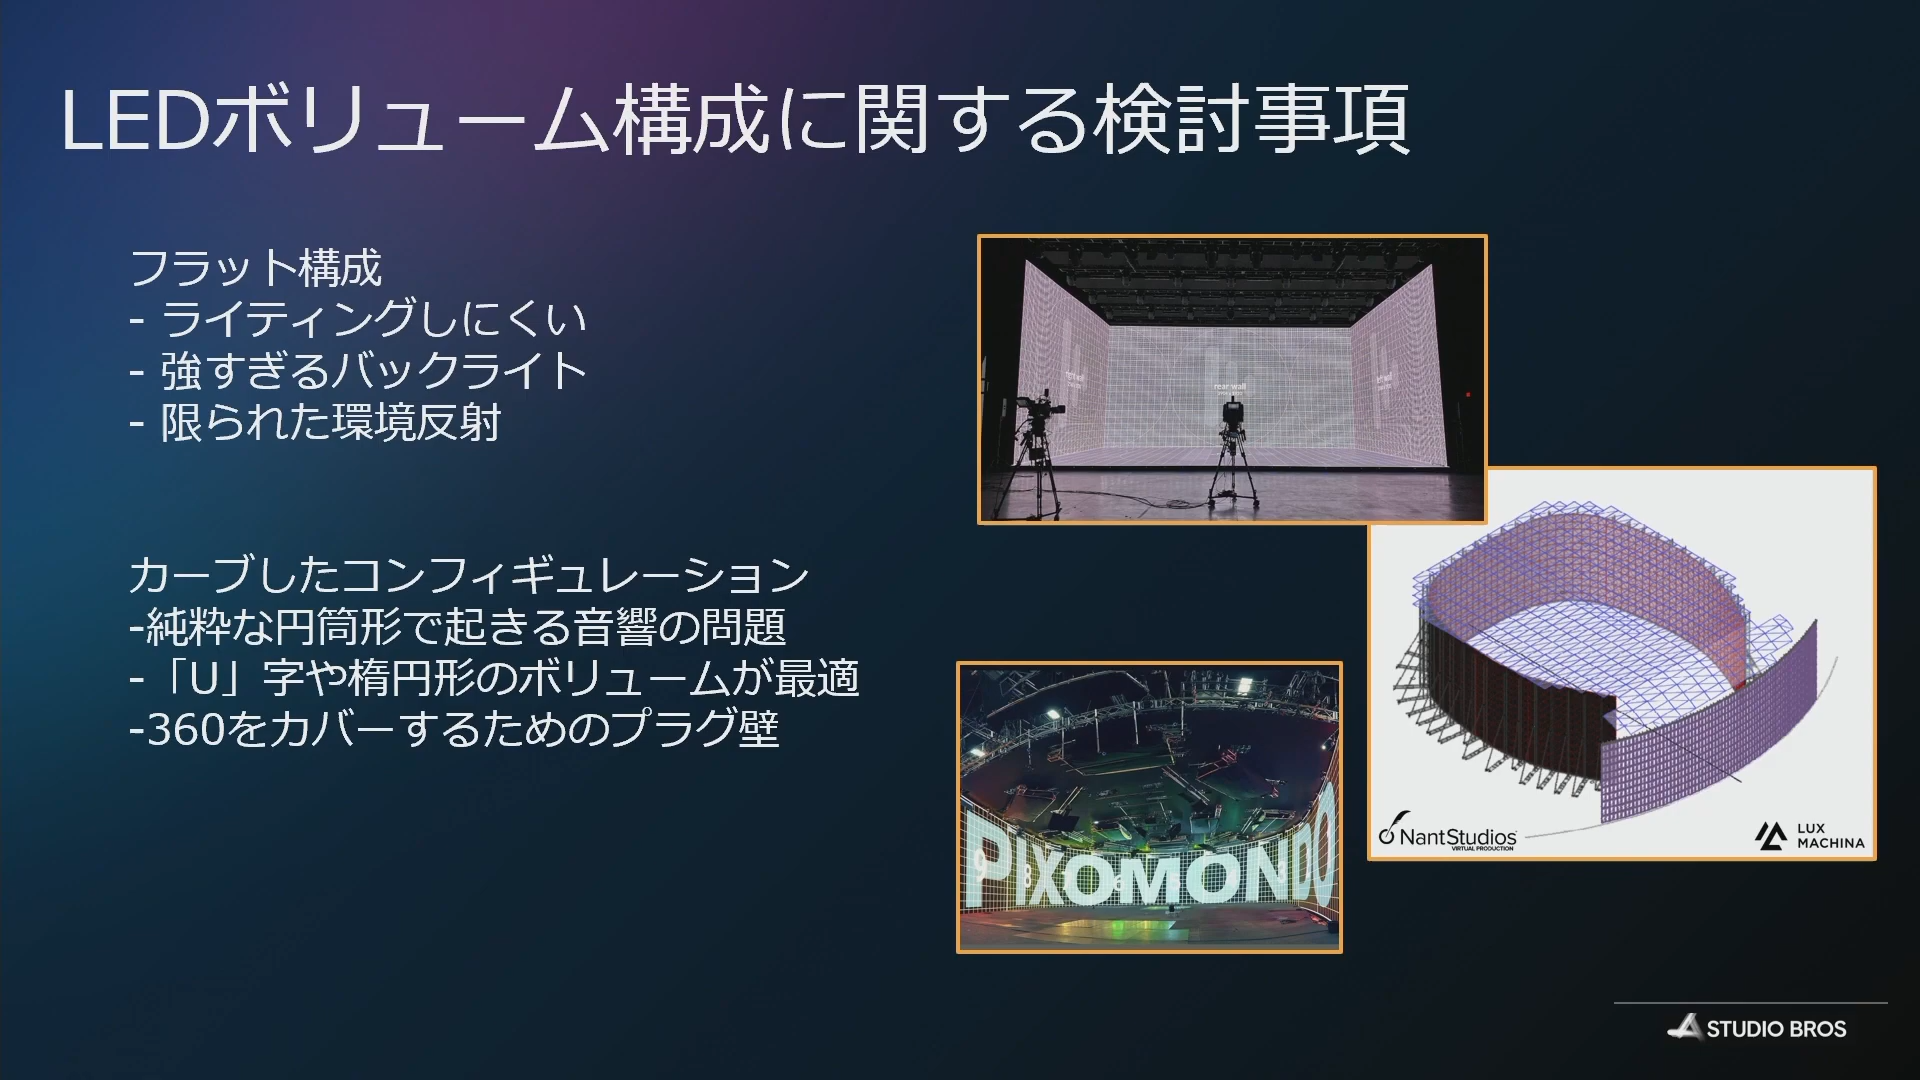 LEDボリューム構成に関する検討事項
フラット構成
- ライティングしにくい
- 強すぎるバックライト
- 限られた環境反射
カーブしたコンフィギュレーション
-純粋な円筒形で起きる音響の問題
-「U」字や楕円形のボリュームが最適
-360をカバーするためのプラグ壁
rear wall
PIXOMONDO
NantStudios
VIRTUAL PRODUCTION
LUX
MACHINA
STUDIO BROS